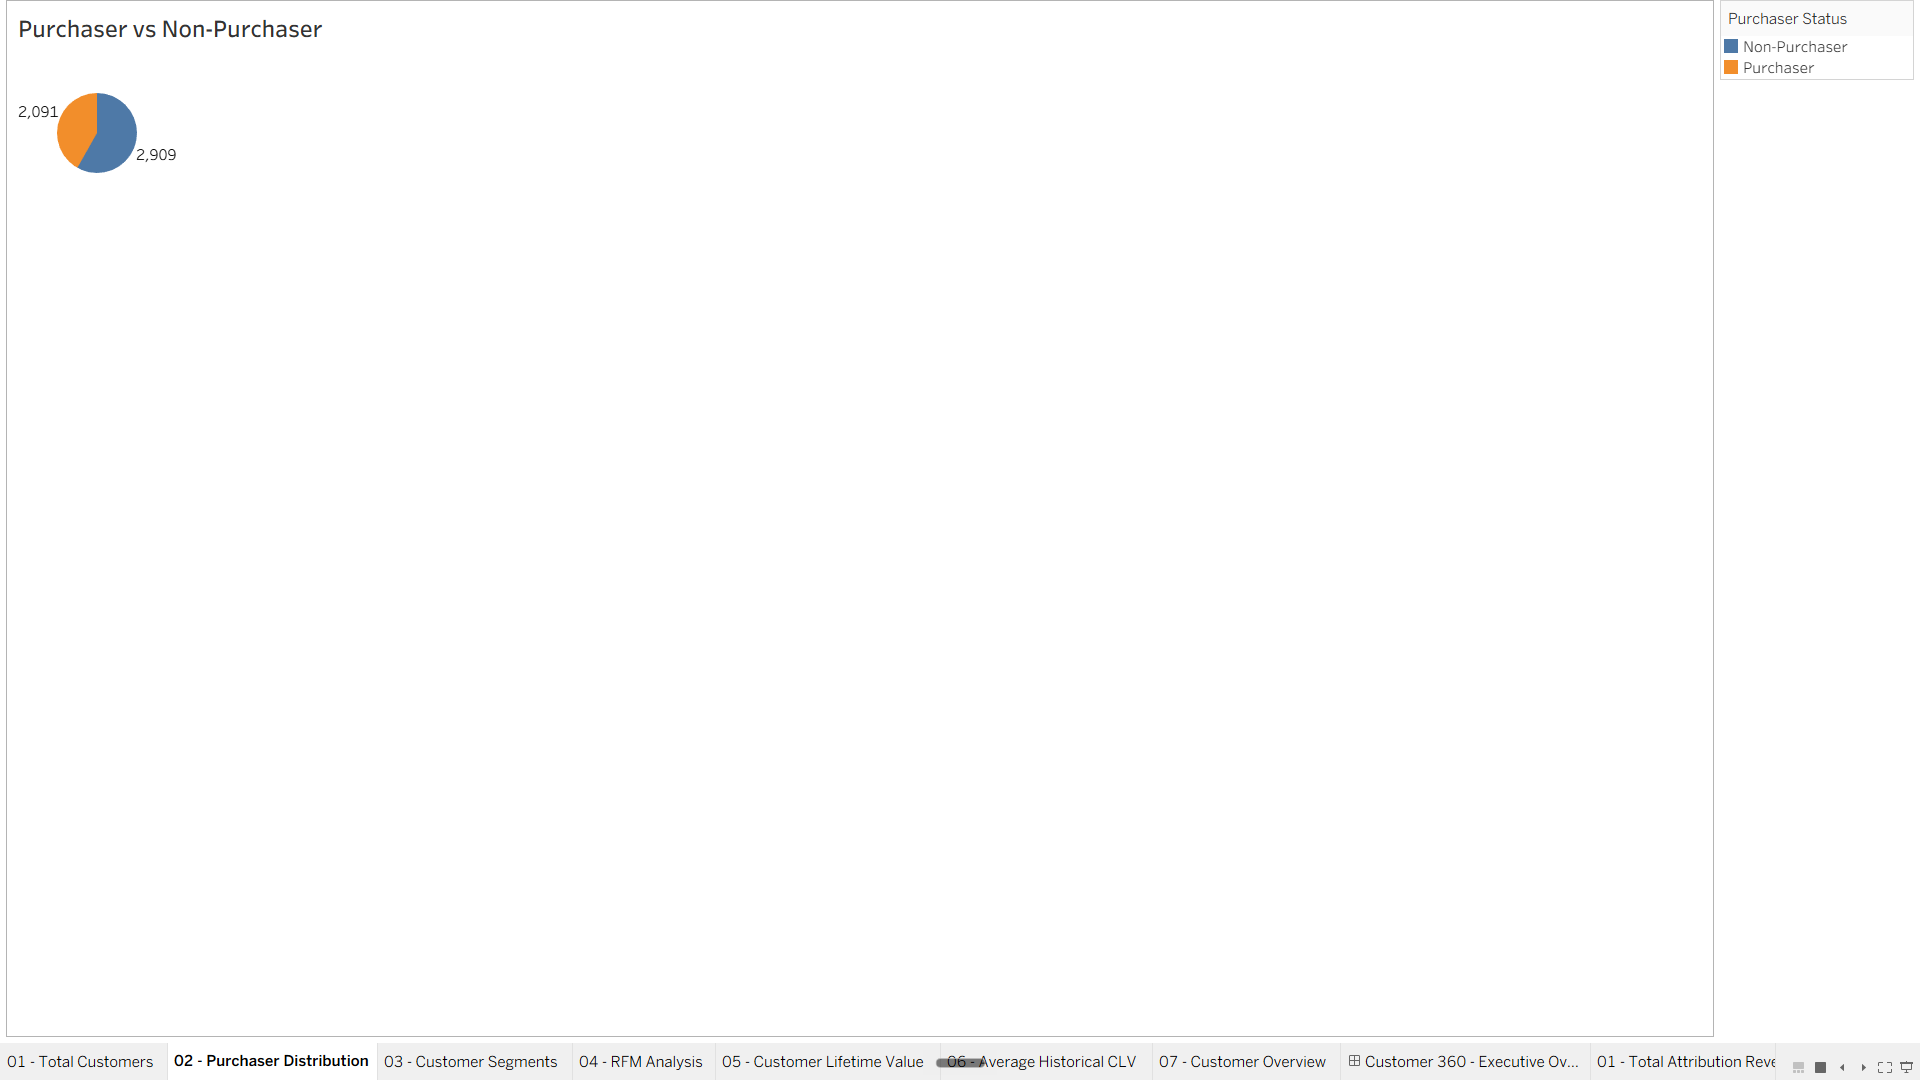 Purchaser vs Non-Purchaser
2,091
2,909
Purchaser Status
Non-Purchaser
Purchaser
01 - Total Customers
02 - Purchaser Distribution
03 - Customer Segments
04 - RFM Analysis
05 - Customer Lifetime Value
06 - Average Historical CLV
07 - Customer Overview
Customer 360 - Executive Ov...
01 - Total Attribution Reve